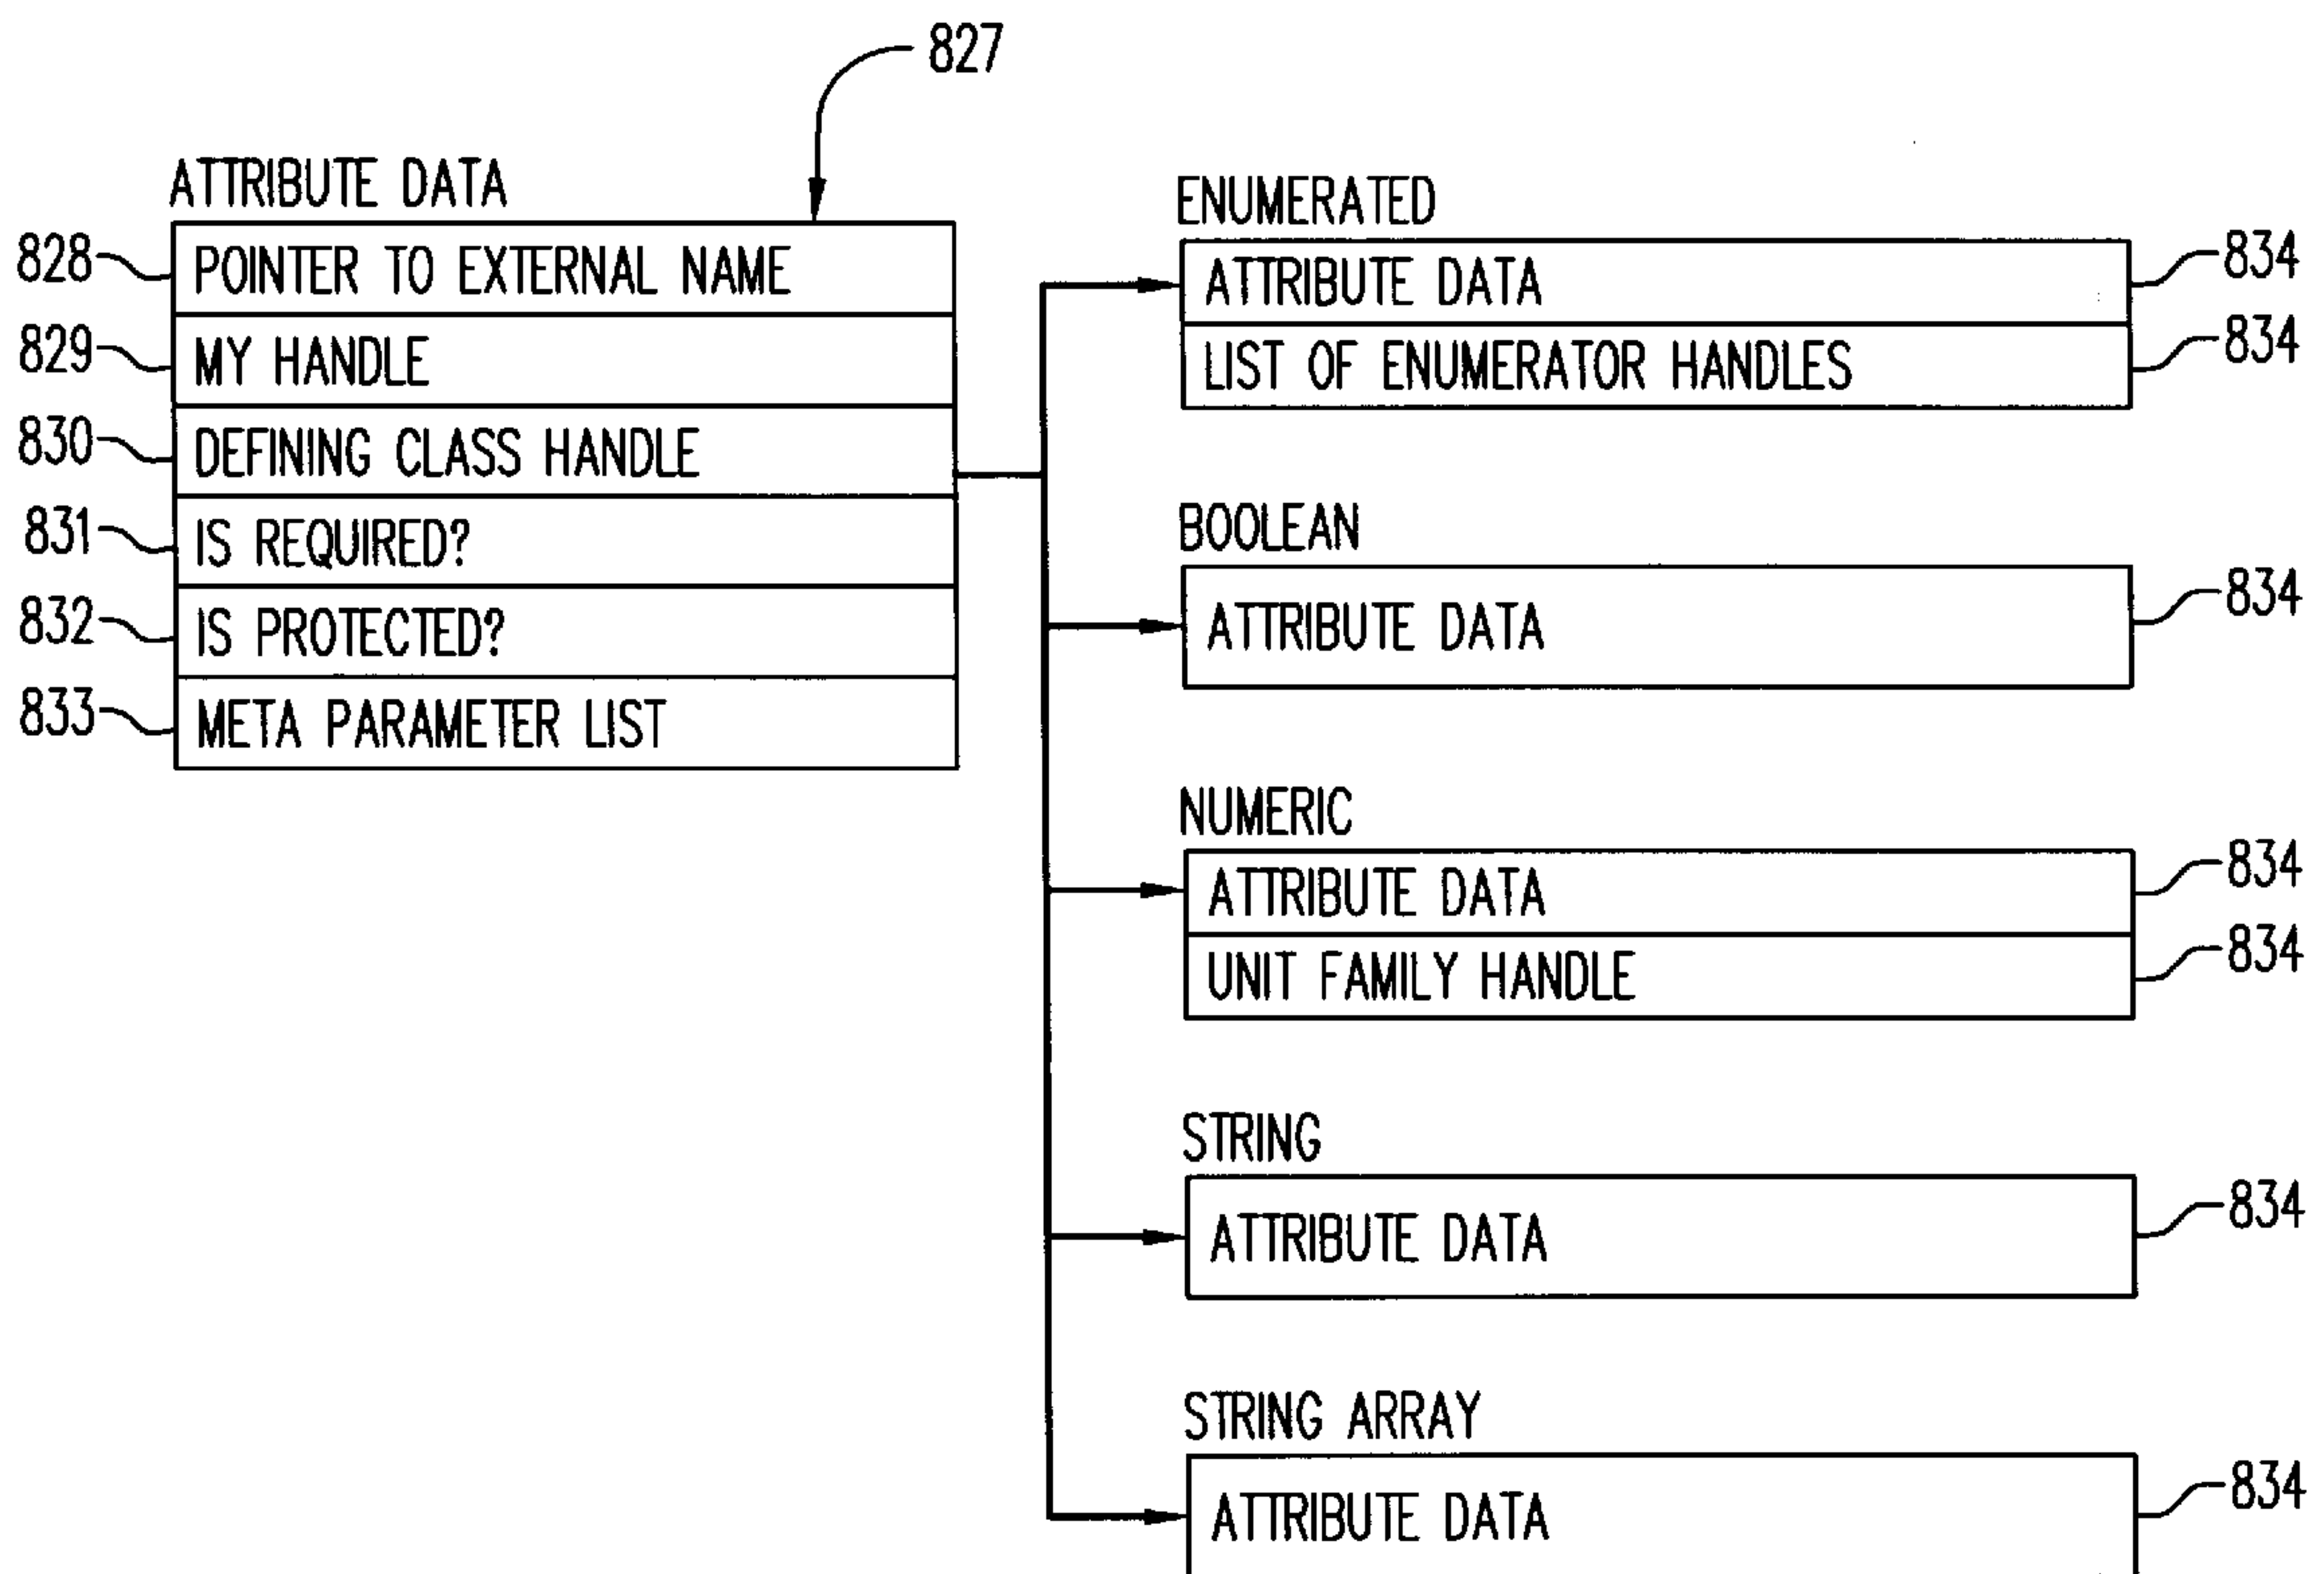 827
ATTRIBUTE DATA
828 POINTER TO EXTERNAL NAME
829 MY HANDLE
830 DEFINING CLASS HANDLE
831 IS REQUIRED?
832 IS PROTECTED?
833 META PARAMETER LIST
ENUMERATED
ATTRIBUTE DATA 834
LIST OF ENUMERATOR HANDLES 834
BOOLEAN
ATTRIBUTE DATA 834
NUMERIC
ATTRIBUTE DATA 834
UNIT FAMILY HANDLE 834
STRING
ATTRIBUTE DATA 834
STRING ARRAY
ATTRIBUTE DATA 834